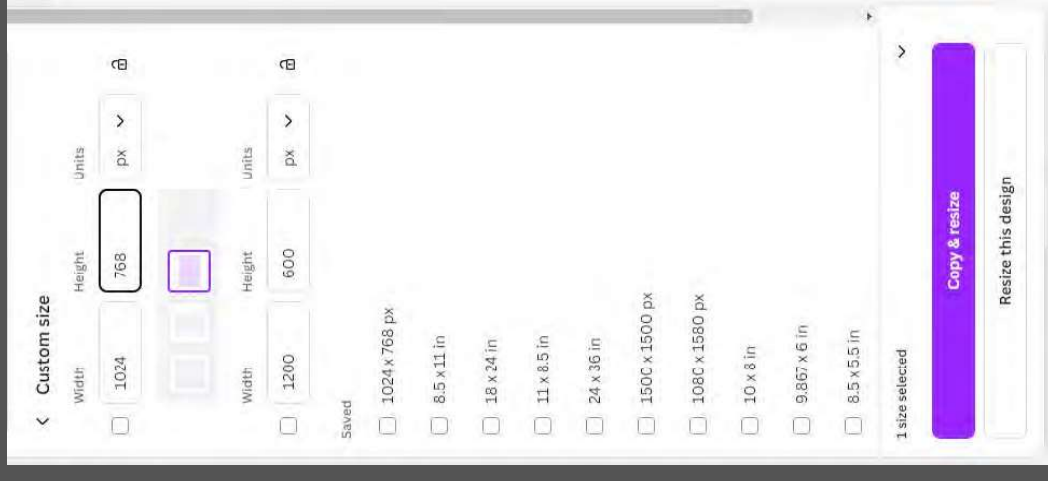 Custom size
Width Height Units
1024 768 px
Width Height Units
1200 600 px
Saved
1024 x 768 px
8.5 x 11 in
18 x 24 in
11 x 8.5 in
24 x 36 in
1500 x 1500 px
1080 x 1580 px
10 x 8 in
9.867 x 6 in
8.5 x 5.5 in
1 size selected
Copy & resize
Resize this design